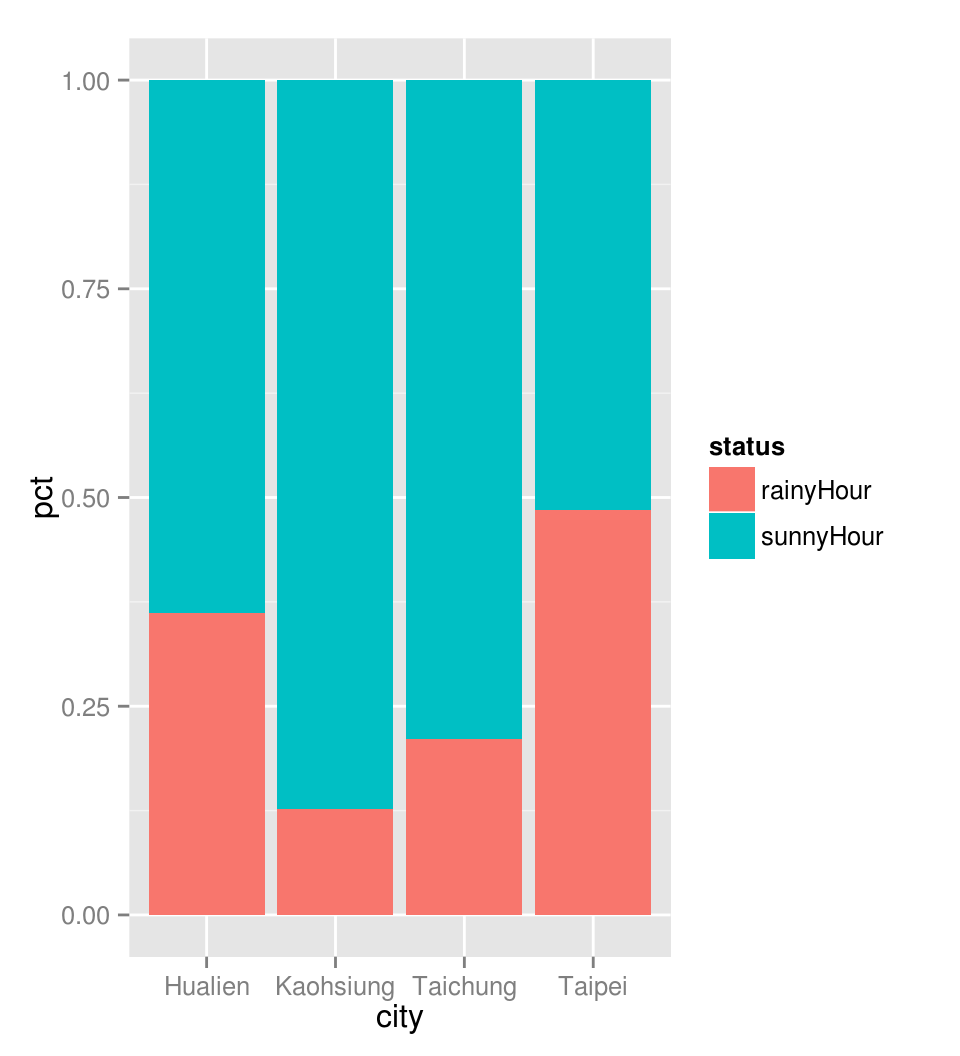 1.00
0.75
0.50
0.25
0.00
pct
Hualien Kaohsiung Taichung Taipei
city
status
rainyHour
sunnyHour